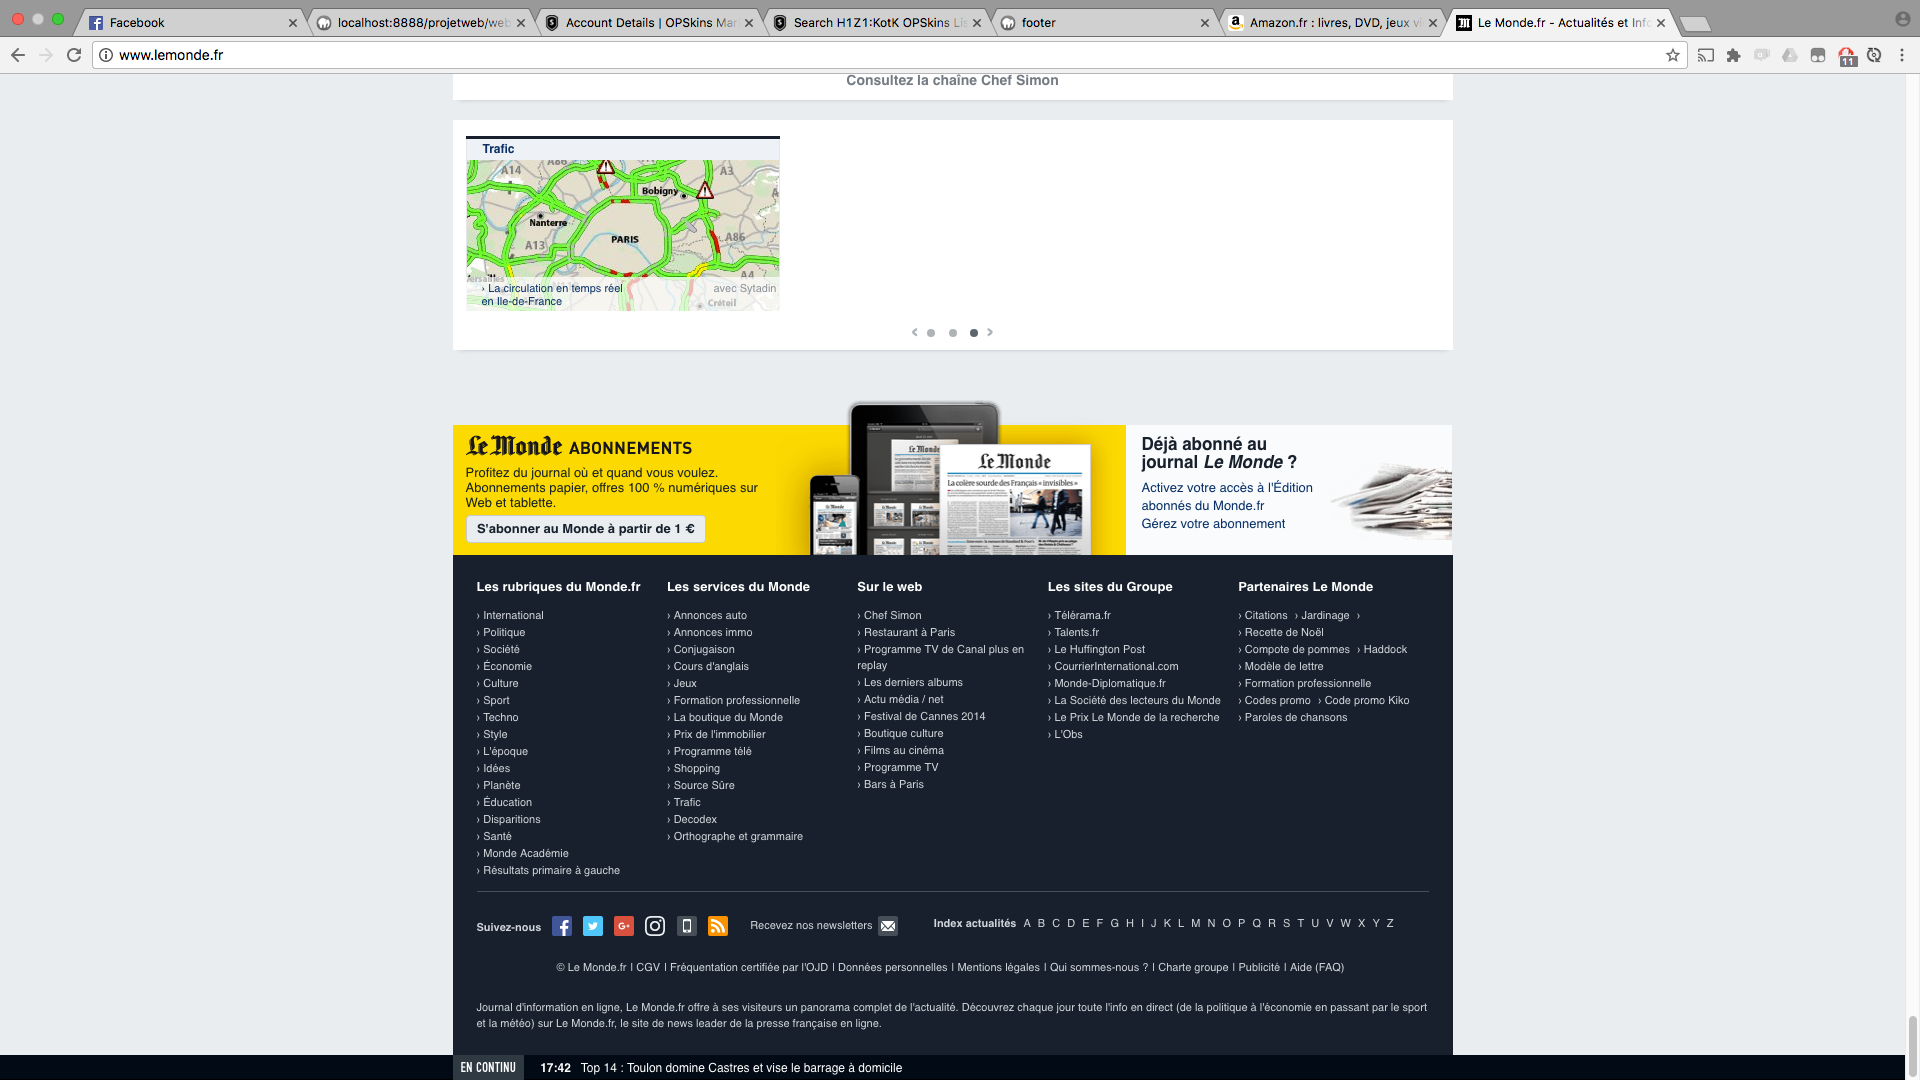 Facebook
localhost:8888/projetweb/web
Account Details | OPSkins Mar
Search H1Z1:KotK OPSkins Lis
footer
Amazon.fr : livres, DVD, jeux vi
Le Monde.fr - Actualités et Info
www.lemonde.fr
11
Consultez la chaîne Chef Simon
Trafic
A14
A86
A3
Bobigny
Nanterre
PARIS
A13
A86
A4
Créteil
› La circulation en temps réel
en Ile-de-France
avec Sytadin
Le Monde ABONNEMENTS
Profitez du journal où et quand vous voulez.
Abonnements papier, offres 100 % numériques sur
Web et tablette.
S'abonner au Monde à partir de 1 €
Le Monde
La colère sourde des Français « invisibles »
Déjà abonné au
journal Le Monde ?
Activez votre accès à l'Édition
abonnés du Monde.fr
Gérez votre abonnement
Les rubriques du Monde.fr
› International
› Politique
› Société
› Économie
› Culture
› Sport
› Techno
› Style
› L'époque
› Idées
› Planète
› Éducation
› Disparitions
› Santé
› Monde Académie
› Résultats primaire à gauche
Les services du Monde
› Annonces auto
› Annonces immo
› Conjugaison
› Cours d'anglais
› Jeux
› Formation professionnelle
› La boutique du Monde
› Prix de l'immobilier
› Programme télé
› Shopping
› Source Sûre
› Trafic
› Decodex
› Orthographe et grammaire
Sur le web
› Chef Simon
› Restaurant à Paris
› Programme TV de Canal plus en
replay
› Les derniers albums
› Actu média / net
› Festival de Cannes 2014
› Boutique culture
› Films au cinéma
› Programme TV
› Bars à Paris
Les sites du Groupe
› Télérama.fr
› Talents.fr
› Le Huffington Post
› CourrierInternational.com
› Monde-Diplomatique.fr
› La Société des lecteurs du Monde
› Le Prix Le Monde de la recherche
› L'Obs
Partenaires Le Monde
› Citations › Jardinage ›
› Recette de Noël
› Compote de pommes › Haddock
› Modèle de lettre
› Formation professionnelle
› Codes promo › Code promo Kiko
› Paroles de chansons
Suivez-nous
Recevez nos newsletters
Index actualités A B C D E F G H I J K L M N O P Q R S T U V W X Y Z
© Le Monde.fr | CGV | Fréquentation certifiée par l'OJD | Données personnelles | Mentions légales | Qui sommes-nous ? | Charte groupe | Publicité | Aide (FAQ)
Journal d'information en ligne, Le Monde.fr offre à ses visiteurs un panorama complet de l'actualité. Découvrez chaque jour toute l'info en direct (de la politique à l'économie en passant par le sport
et la météo) sur Le Monde.fr, le site de news leader de la presse française en ligne.
EN CONTINU 17:42 Top 14 : Toulon domine Castres et vise le barrage à domicile